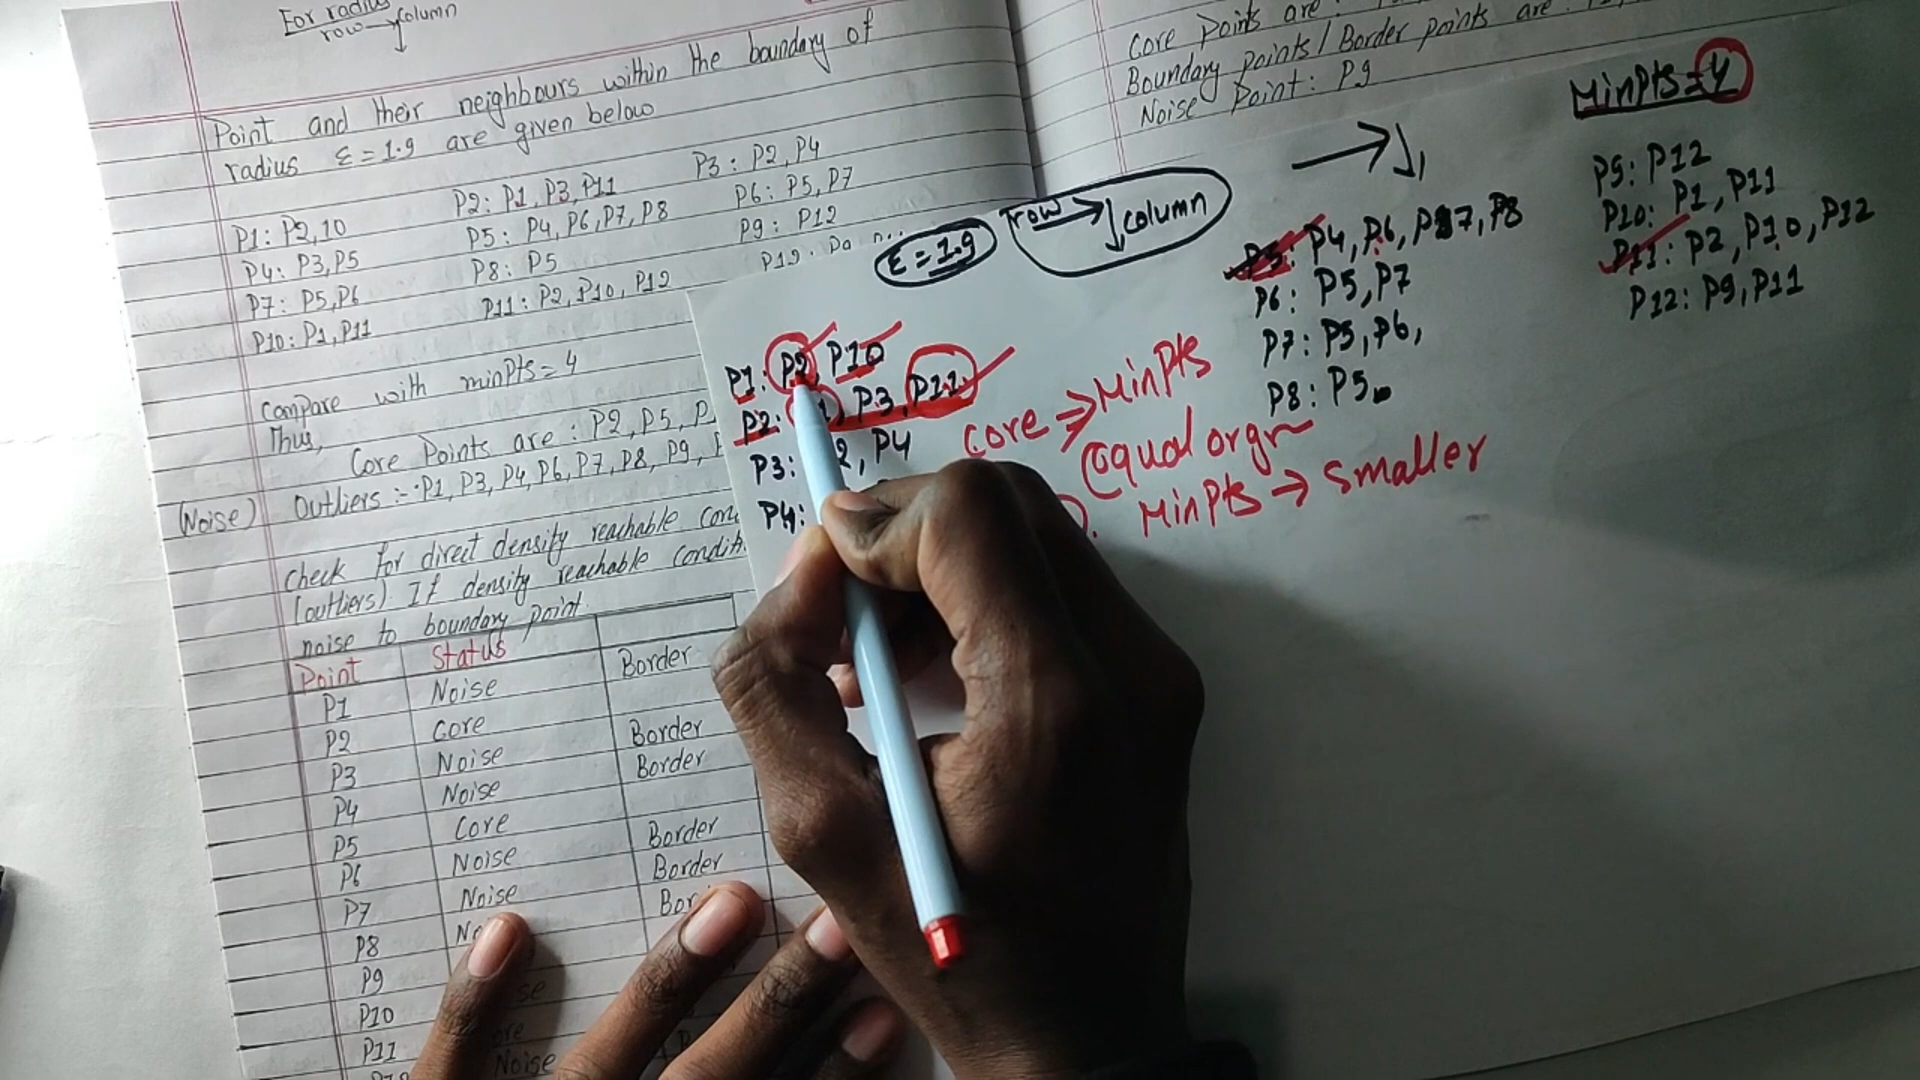 For radius
row → column
Point and their neighbours within the boundary of
radius ε = 1.9 are given below
P1: P2, 10 P2: P1, P3, P11 P3: P2, P4
P4: P3, P5 P5: P4, P6, P7, P8 P6: P5, P7
P7: P5, P6 P8: P5 P9: P12
P10: P1, P11 P11: P2, P10, P12 P12:
Compare with minPts = 4
Thus,
Core Points are : P2, P5,
(Noise) Outliers :- P1, P3, P4, P6, P7, P8, P9,
Check for direct density reachable
(outliers). If density reachable
noise to boundary point.
Point Status
P1 Noise Border
P2 Core
P3 Noise Border
P4 Noise Border
P5 Core
P6 Noise Border
P7 Noise Border
P8
P9
P10
P11
Noise
Core Points are :
Boundary points / Border points are :
Noise Point : P9
MinPts = 4
ε = 1.9
row → column
P1: P2, P10
P2: P3, P11
P3: 2, P4
P4:
P5: P4, P6, P7, P8
P6: P5, P7
P7: P5, P6,
P8: P5
P9: P12
P10: P1, P11
P11: P2, P10, P12
P12: P9, P11
Core ⇒ MinPts
equal or gr
MinPts → smaller